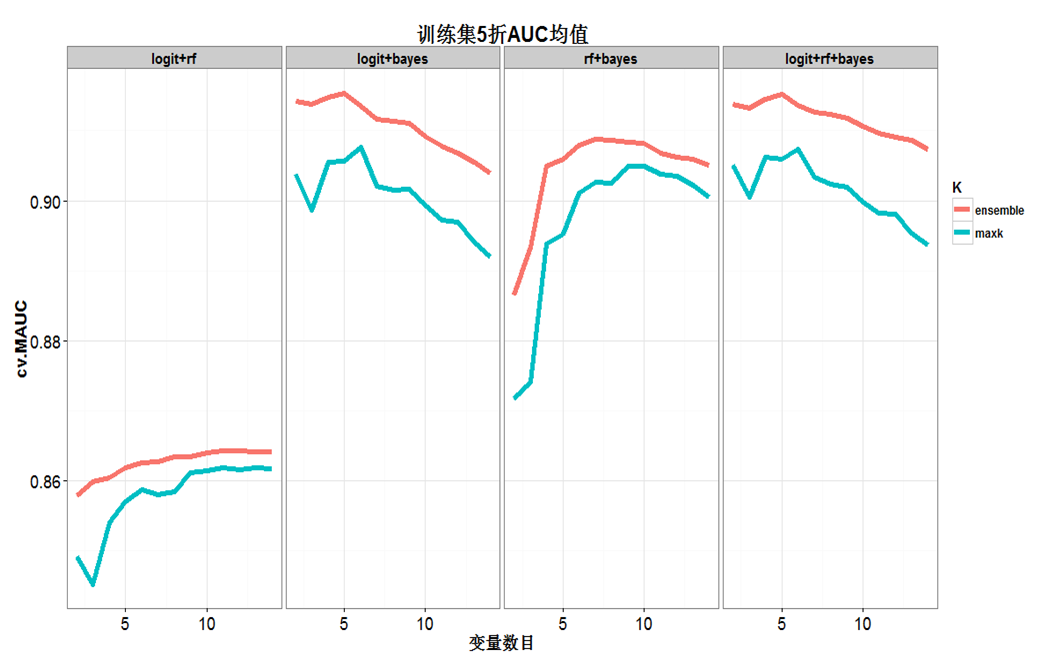 训练集5折AUC均值
logit+rf
logit+bayes
rf+bayes
logit+rf+bayes
cv.MAUC
0.90
0.88
0.86
5
10
5
10
5
10
5
10
变量数目
K
ensemble
maxk